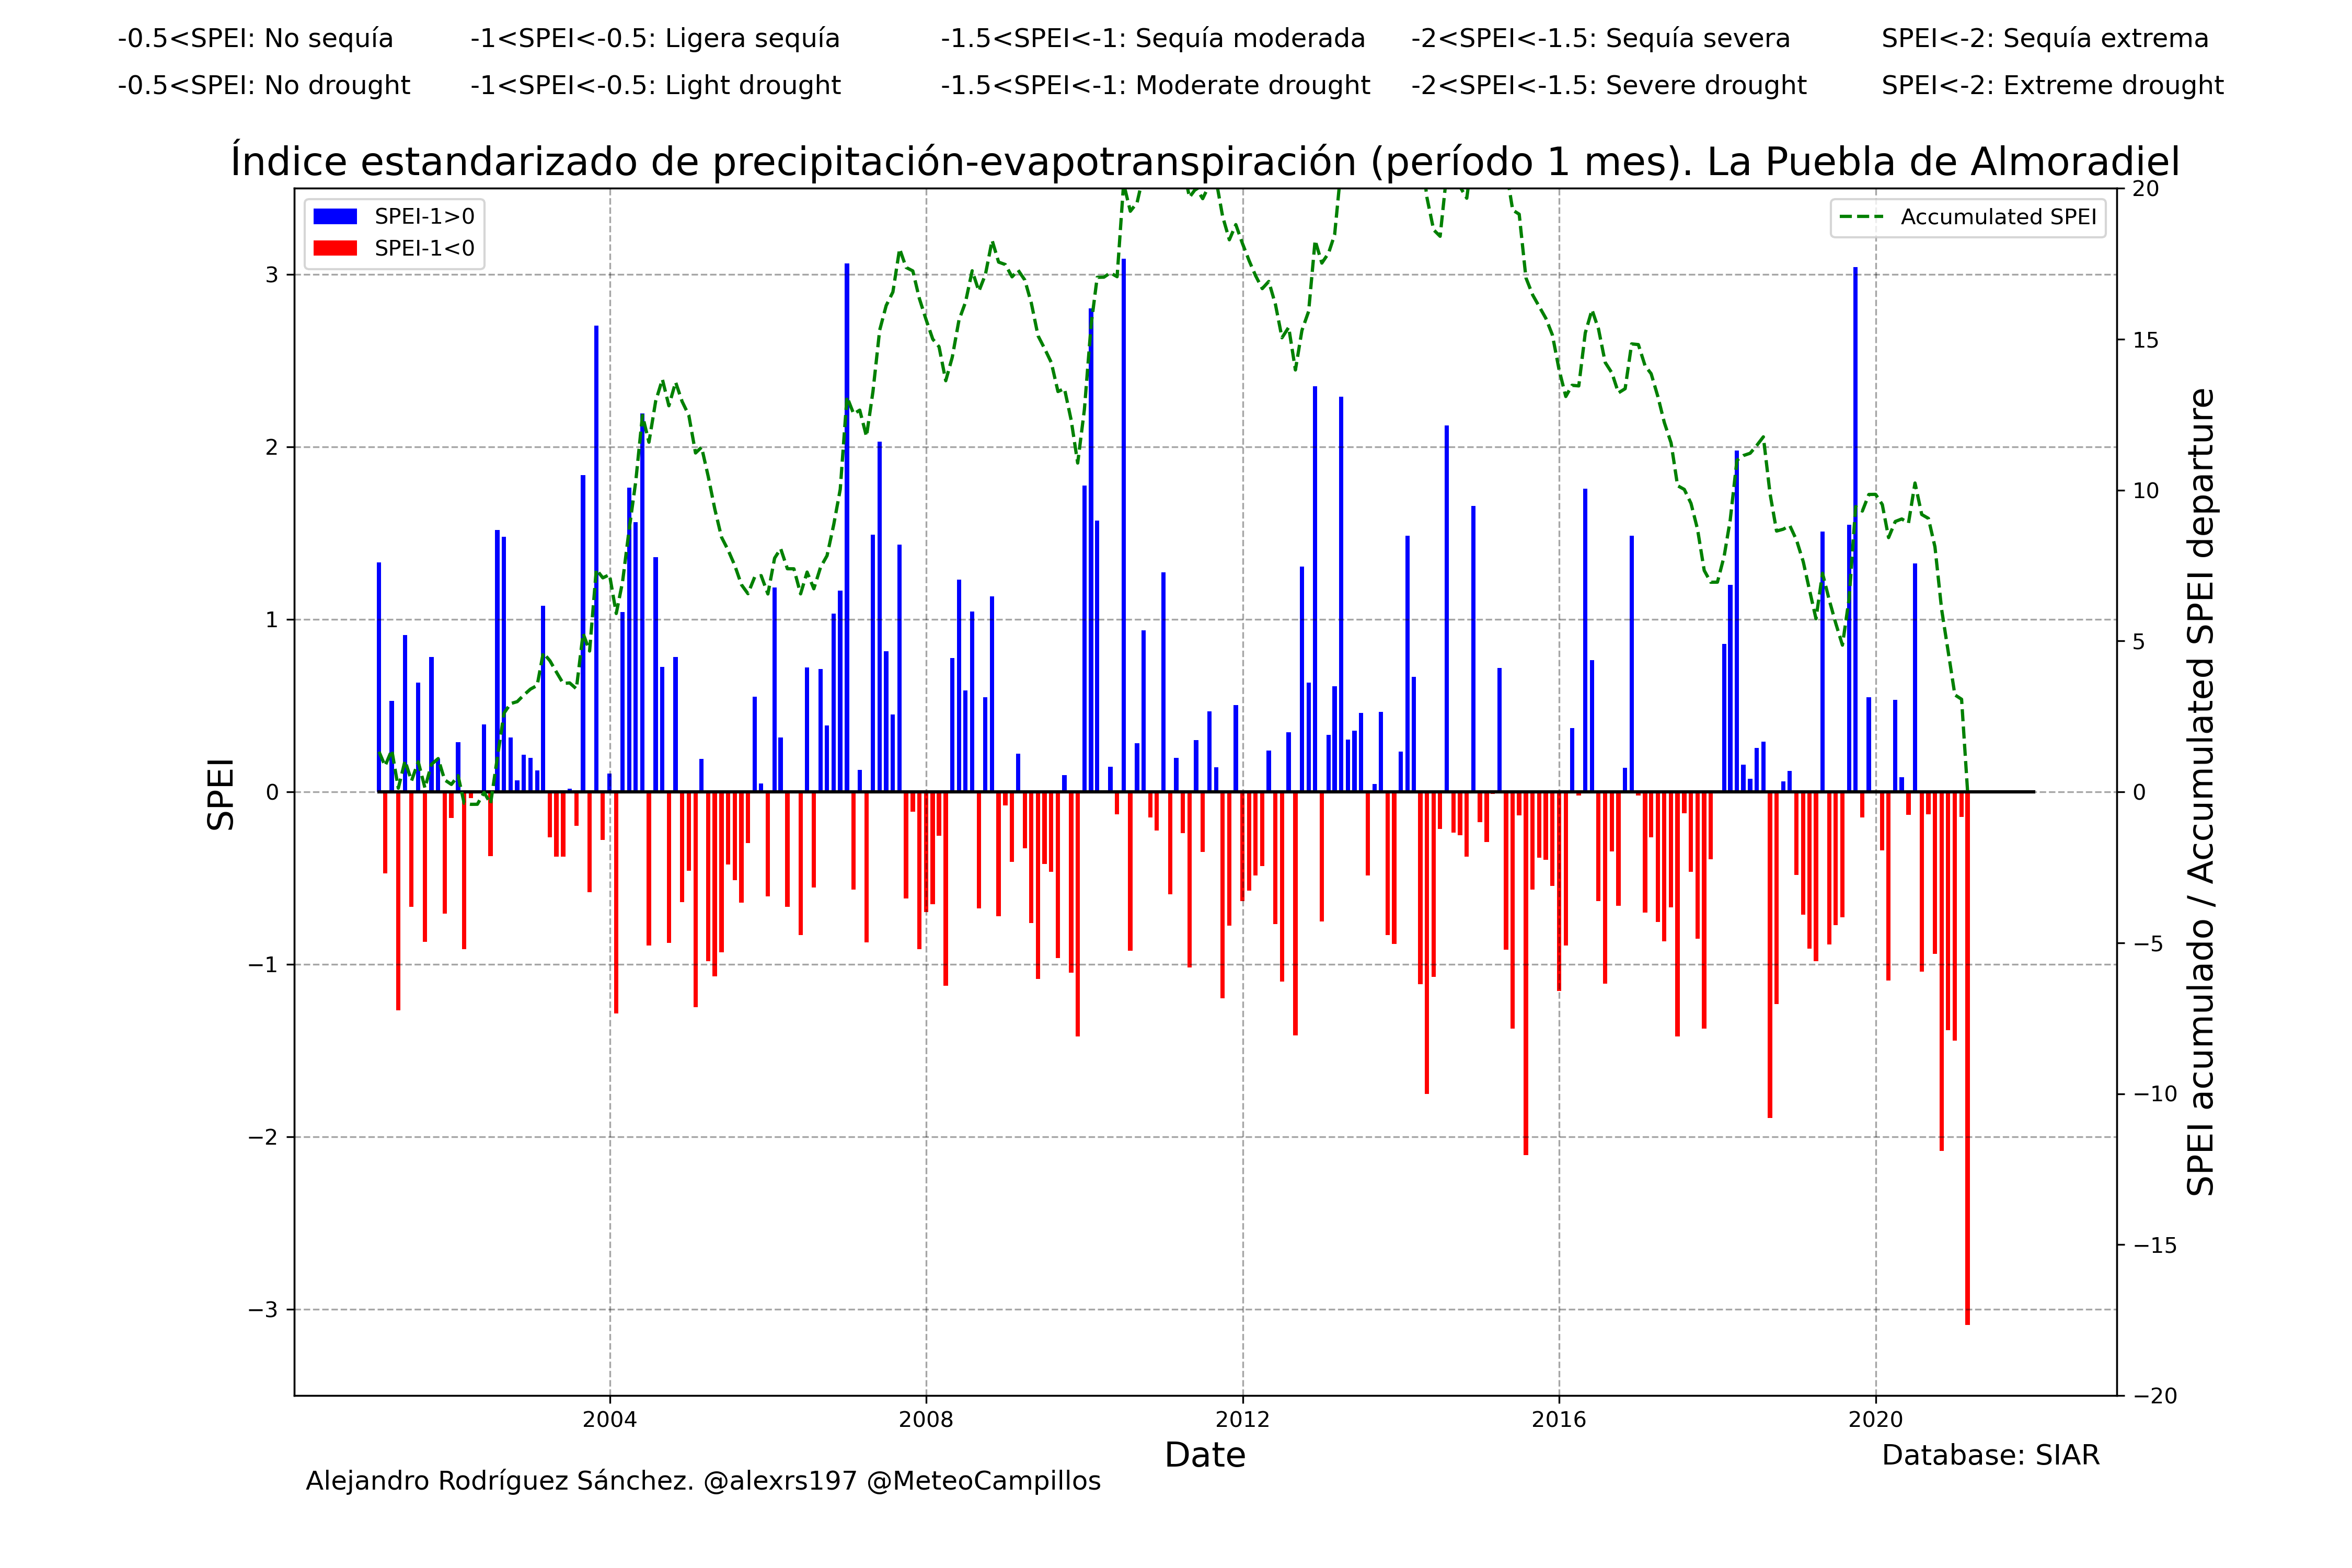 -0.5<SPEI: No sequía -1<SPEI<-0.5: Ligera sequía -1.5<SPEI<-1: Sequía moderada -2<SPEI<-1.5: Sequía severa SPEI<-2: Sequía extrema
-0.5<SPEI: No drought -1<SPEI<-0.5: Light drought -1.5<SPEI<-1: Moderate drought -2<SPEI<-1.5: Severe drought SPEI<-2: Extreme drought
Índice estandarizado de precipitación-evapotranspiración (período 1 mes). La Puebla de Almoradiel
SPEI-1>0
SPEI-1<0
Accumulated SPEI
SPEI
3
2
1
0
−1
−2
−3
20
15
10
5
0
−5
−10
−15
−20
SPEI acumulado / Accumulated SPEI departure
2004 2008 2012 2016 2020
Date
Database: SIAR
Alejandro Rodríguez Sánchez. @alexrs197 @MeteoCampillos